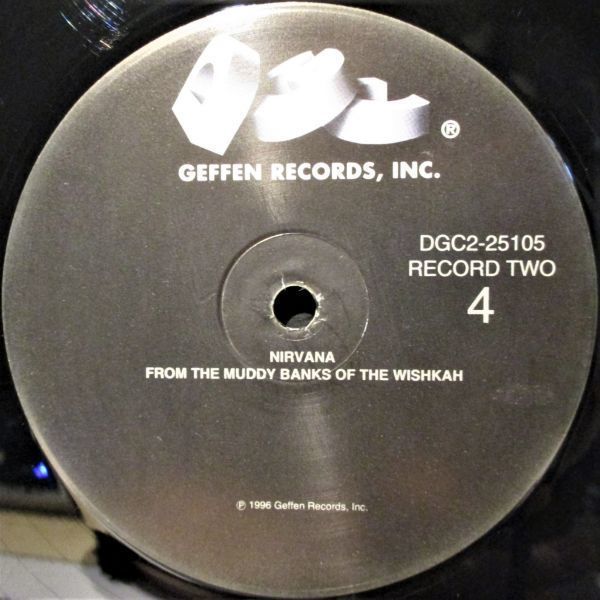 DGC
®
GEFFEN RECORDS, INC.
DGC2-25105
RECORD TWO
4
NIRVANA
FROM THE MUDDY BANKS OF THE WISHKAH
℗ 1996 Geffen Records, Inc.